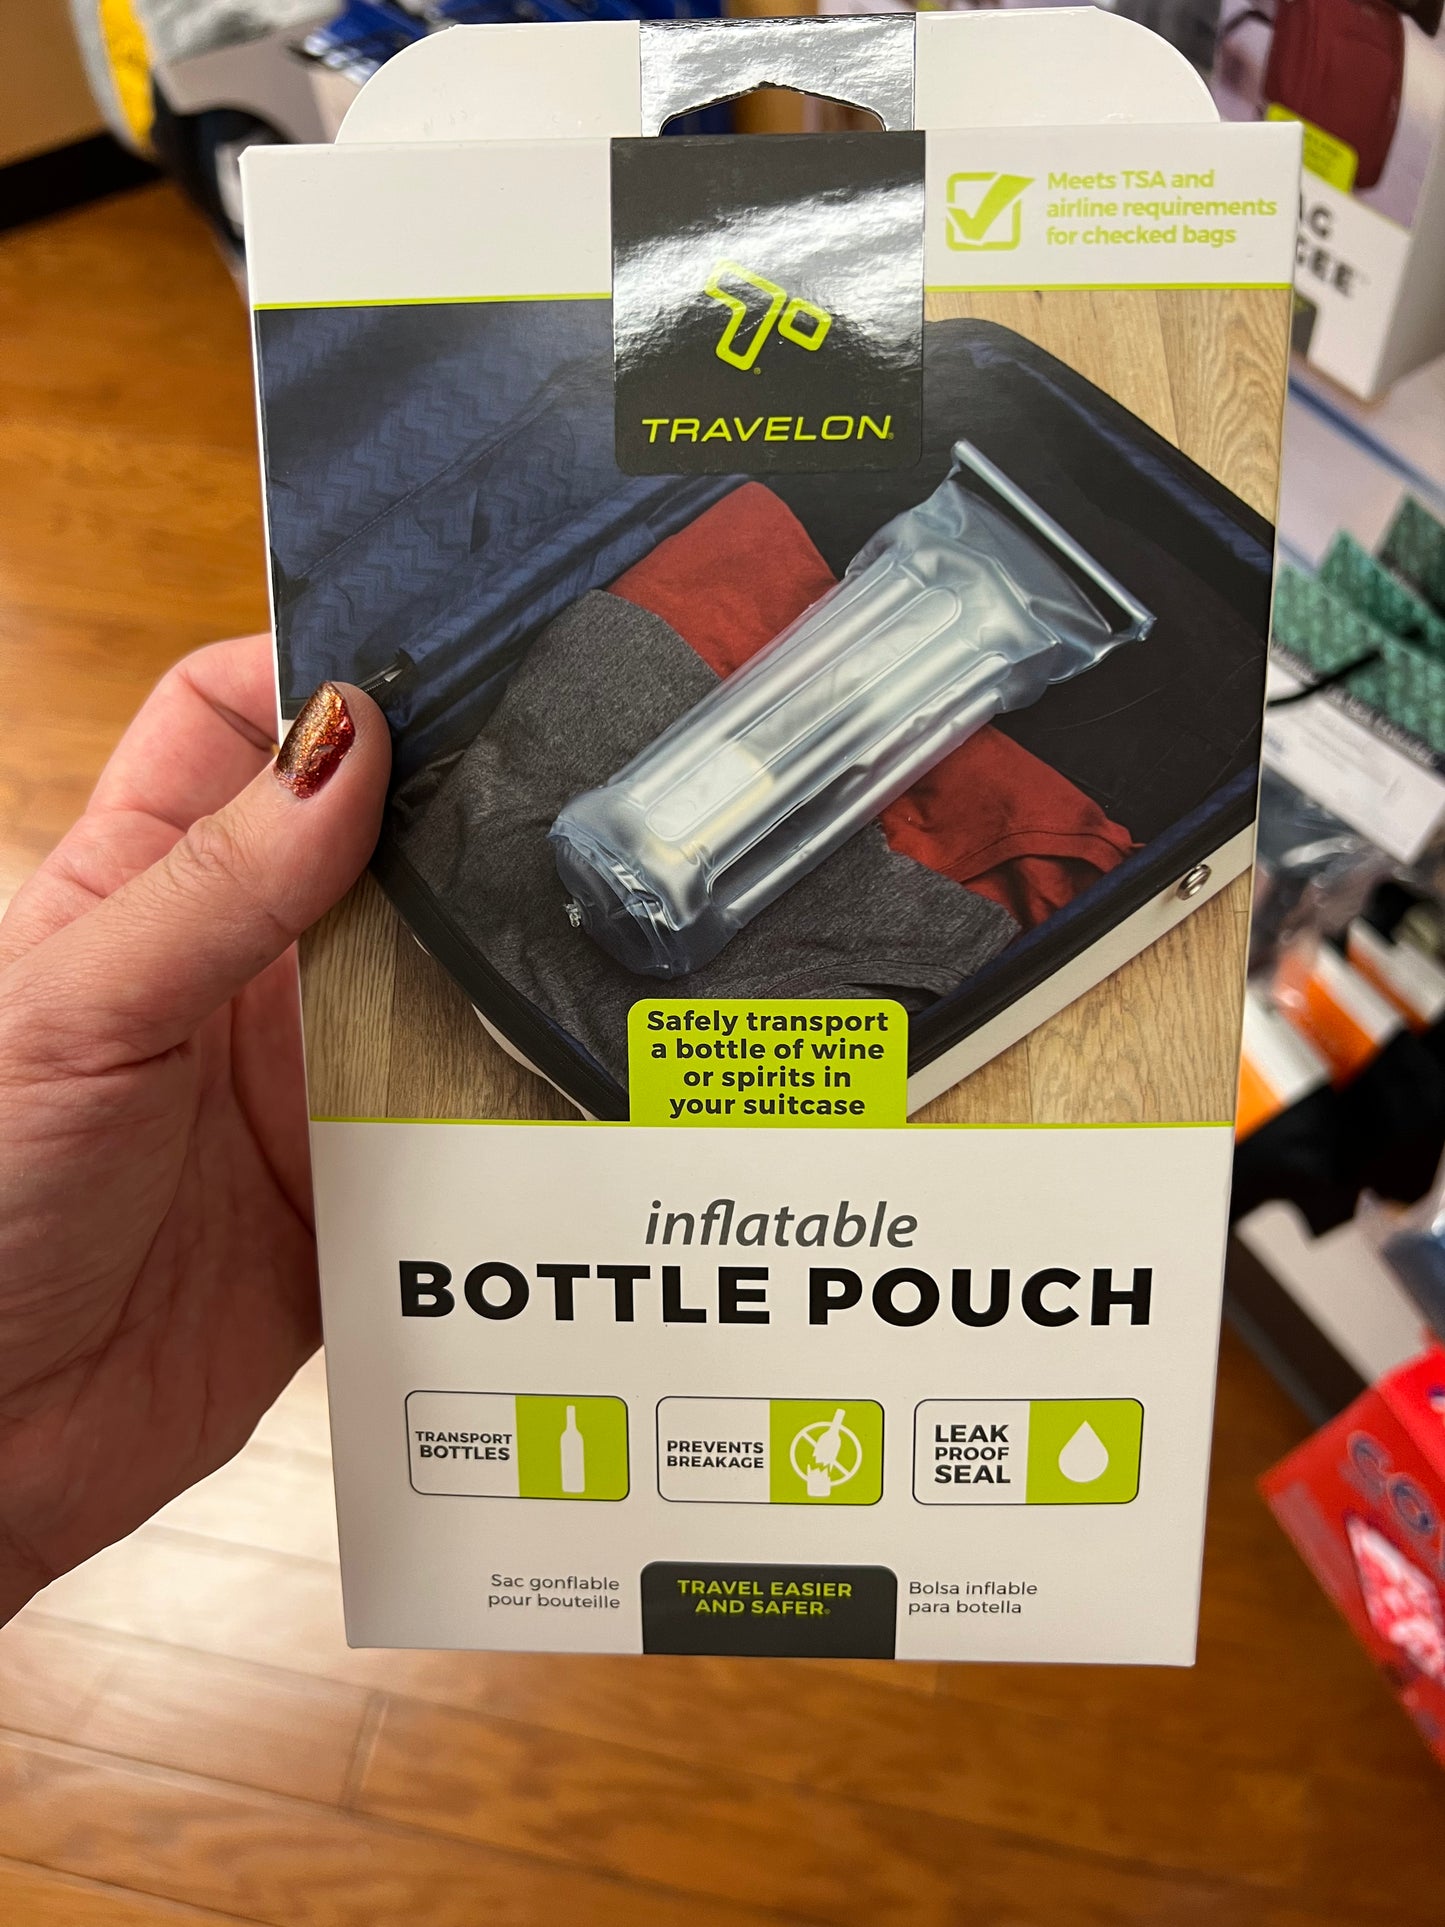 Meets TSA and
airline requirements
for checked bags
TRAVELON
Safely transport
a bottle of wine
or spirits in
your suitcase
inflatable
BOTTLE POUCH
TRANSPORT
BOTTLES
PREVENTS
BREAKAGE
LEAK
PROOF
SEAL
Sac gonflable
pour bouteille
TRAVEL EASIER
AND SAFER®
Bolsa inflable
para botella